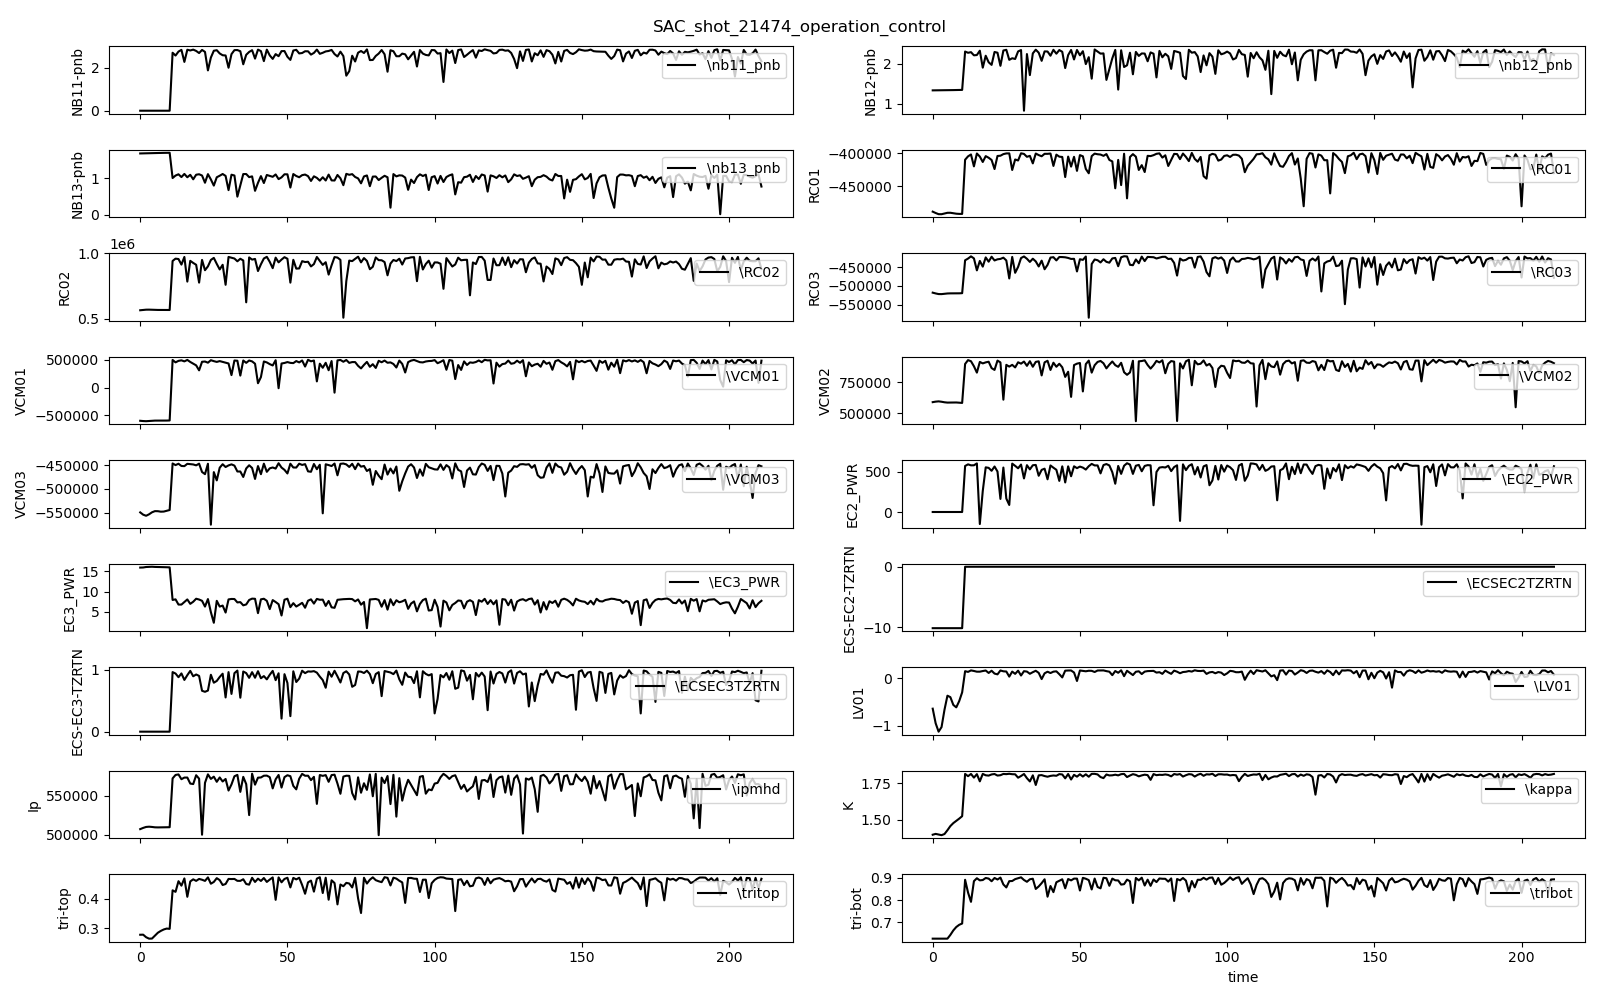 SAC_shot_21474_operation_control
NB11-pnb
2
0
\nb11_pnb
NB12-pnb
2
1
\nb12_pnb
NB13-pnb
1
0
\nb13_pnb
RC01
−400000
−450000
\RC01
1e6
RC02
1.0
0.5
\RC02
RC03
−450000
−500000
−550000
\RC03
VCM01
500000
0
−500000
\VCM01
VCM02
750000
500000
\VCM02
VCM03
−450000
−500000
−550000
\VCM03
EC2_PWR
500
0
\EC2_PWR
EC3_PWR
15
10
5
\EC3_PWR
ECS-EC2-TZRTN
0
−10
\ECSEC2TZRTN
ECS-EC3-TZRTN
1
0
\ECSEC3TZRTN
LV01
0
−1
\LV01
Ip
550000
500000
\ipmhd
K
1.75
1.50
\kappa
tri-top
0.4
0.3
\tritop
0 50 100 150 200
tri-bot
0.9
0.8
0.7
\tribot
0 50 100 150 200
time